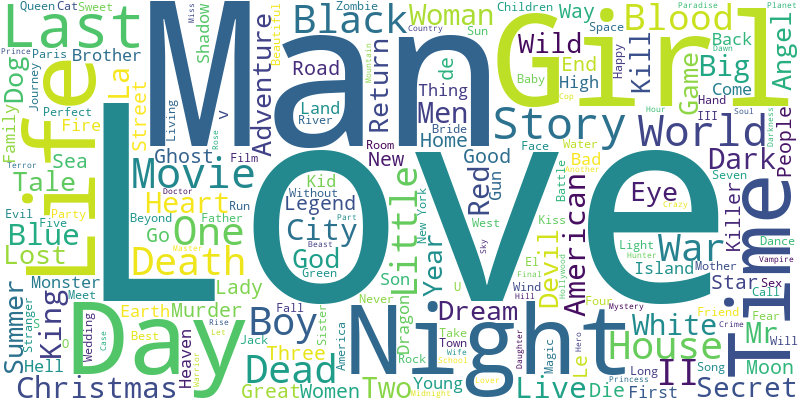 Love
Man
Girl
Night
Day
Life
Time
Last
Movie
Story
World
Black
Woman
Blood
Angel
Wild
Big
Kill
Game
Dark
People
War
Eye
American
Red
Little
One
Death
Heart
City
God
Legend
Dead
Boy
Dream
House
White
II
Secret
Live
Two
Christmas
King
Summer
Blue
Tale
Lost
Dog
Family
Brother
Adventure
Return
Men
Road
Land
River
Home
Bride
Thing
de
High
End
Way
Back
Come
Hand
III
Soul
Seven
Killer
Star
Mother
Island
Devil
Year
New York
New
Room
Good
Gun
Bad
Battle
Kiss
West
Wind
Hill
Sky
El
Final
Hollywood
Light
Hunter
Mystery
Four
Friend
Crime
Fear
Call
Sex
Vampire
Dance
Mr
Moon
Will
Song
Long
First
Princess
Hero
Die
Le
Lover
Young
Women
Great
Three
Murder
Heaven
Earth
Best
Rise
Let
Jack
Fall
America
Sister
Never
Dragon
Son
Take
Town
Wife
School
Rock
Midnight
Magic
Daughter
Warrior
Master
Lady
Go
Father
Run
Beyond
Doctor
Kid
Without
Green
Beast
Part
Film
Ghost
Rose
V
Living
Street
La
Shadow
Miss
Country
Beautiful
Zombie
Sun
Mountain
Baby
Cop
Space
Happy
Children
Paradise
Planet
Dawn
Hour
Darkness
Another
Water
Face
Crazy
U
Queen
Cat
Sweet
Prince
Paris
Journey
Perfect
Fire
Sea
Terror
Evil
Party
Five
Monster
Meet
Stranger
S
O
Hell
Wedding
Case